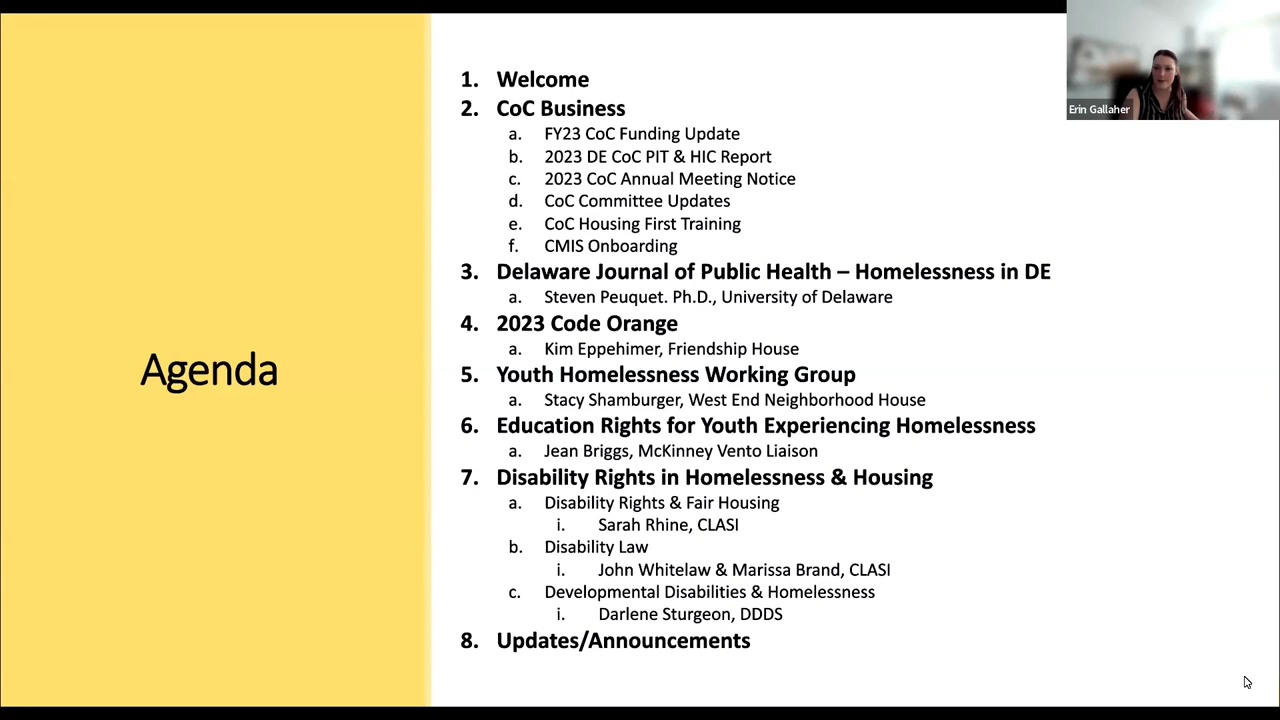 Agenda
1. Welcome
2. CoC Business
a. FY23 CoC Funding Update
b. 2023 DE CoC PIT & HIC Report
c. 2023 CoC Annual Meeting Notice
d. CoC Committee Updates
e. CoC Housing First Training
f. CMIS Onboarding
3. Delaware Journal of Public Health – Homelessness in DE
a. Steven Peuquet. Ph.D., University of Delaware
4. 2023 Code Orange
a. Kim Eppehimer, Friendship House
5. Youth Homelessness Working Group
a. Stacy Shamburger, West End Neighborhood House
6. Education Rights for Youth Experiencing Homelessness
a. Jean Briggs, McKinney Vento Liaison
7. Disability Rights in Homelessness & Housing
a. Disability Rights & Fair Housing
i. Sarah Rhine, CLASI
b. Disability Law
i. John Whitelaw & Marissa Brand, CLASI
c. Developmental Disabilities & Homelessness
i. Darlene Sturgeon, DDDS
8. Updates/Announcements
Erin Gallaher